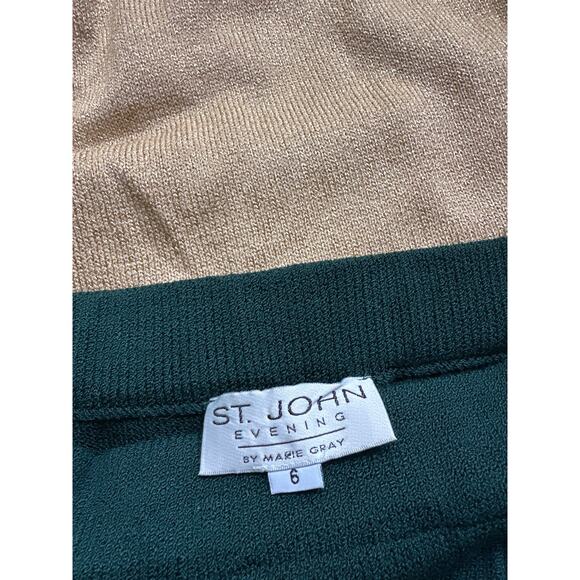 ST. JOHN
EVENING
BY MARIE GRAY
6